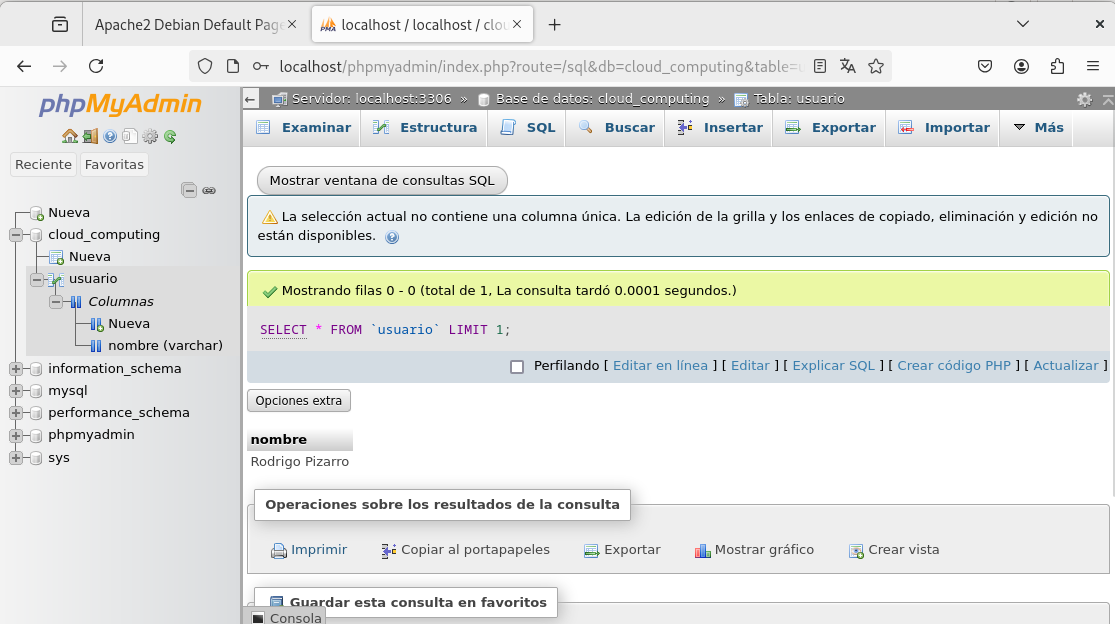 Apache2 Debian Default Page
localhost / localhost / clou
localhost/phpmyadmin/index.php?route=/sql&db=cloud_computing&table=u
phpMyAdmin
Reciente
Favoritas
Nueva
cloud_computing
Nueva
usuario
Columnas
Nueva
nombre (varchar)
information_schema
mysql
performance_schema
phpmyadmin
sys
Servidor: localhost:3306 » Base de datos: cloud_computing » Tabla: usuario
Examinar Estructura SQL Buscar Insertar Exportar Importar Más
Mostrar ventana de consultas SQL
La selección actual no contiene una columna única. La edición de la grilla y los enlaces de copiado, eliminación y edición no
están disponibles.
Mostrando filas 0 - 0 (total de 1, La consulta tardó 0.0001 segundos.)
SELECT * FROM `usuario` LIMIT 1;
Perfilando [ Editar en línea ] [ Editar ] [ Explicar SQL ] [ Crear código PHP ] [ Actualizar ]
Opciones extra
nombre
Rodrigo Pizarro
Operaciones sobre los resultados de la consulta
Imprimir Copiar al portapapeles Exportar Mostrar gráfico Crear vista
Guardar esta consulta en favoritos
Consola